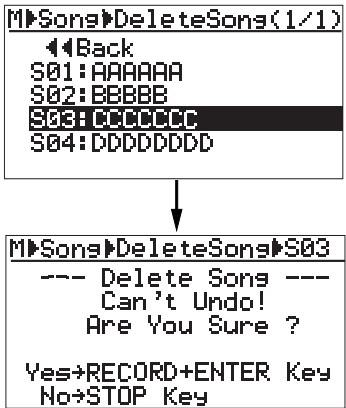 M▶Song▶DeleteSong(1/1)
◀◀Back
S01:AAAAAA
S02:BBBBB
S03:CCCCCCC
S04:DDDDDDDD
M▶Song▶DeleteSong▶S03
--- Delete Song ---
Can't Undo!
Are You Sure ?
Yes→RECORD+ENTER Key
No→STOP Key